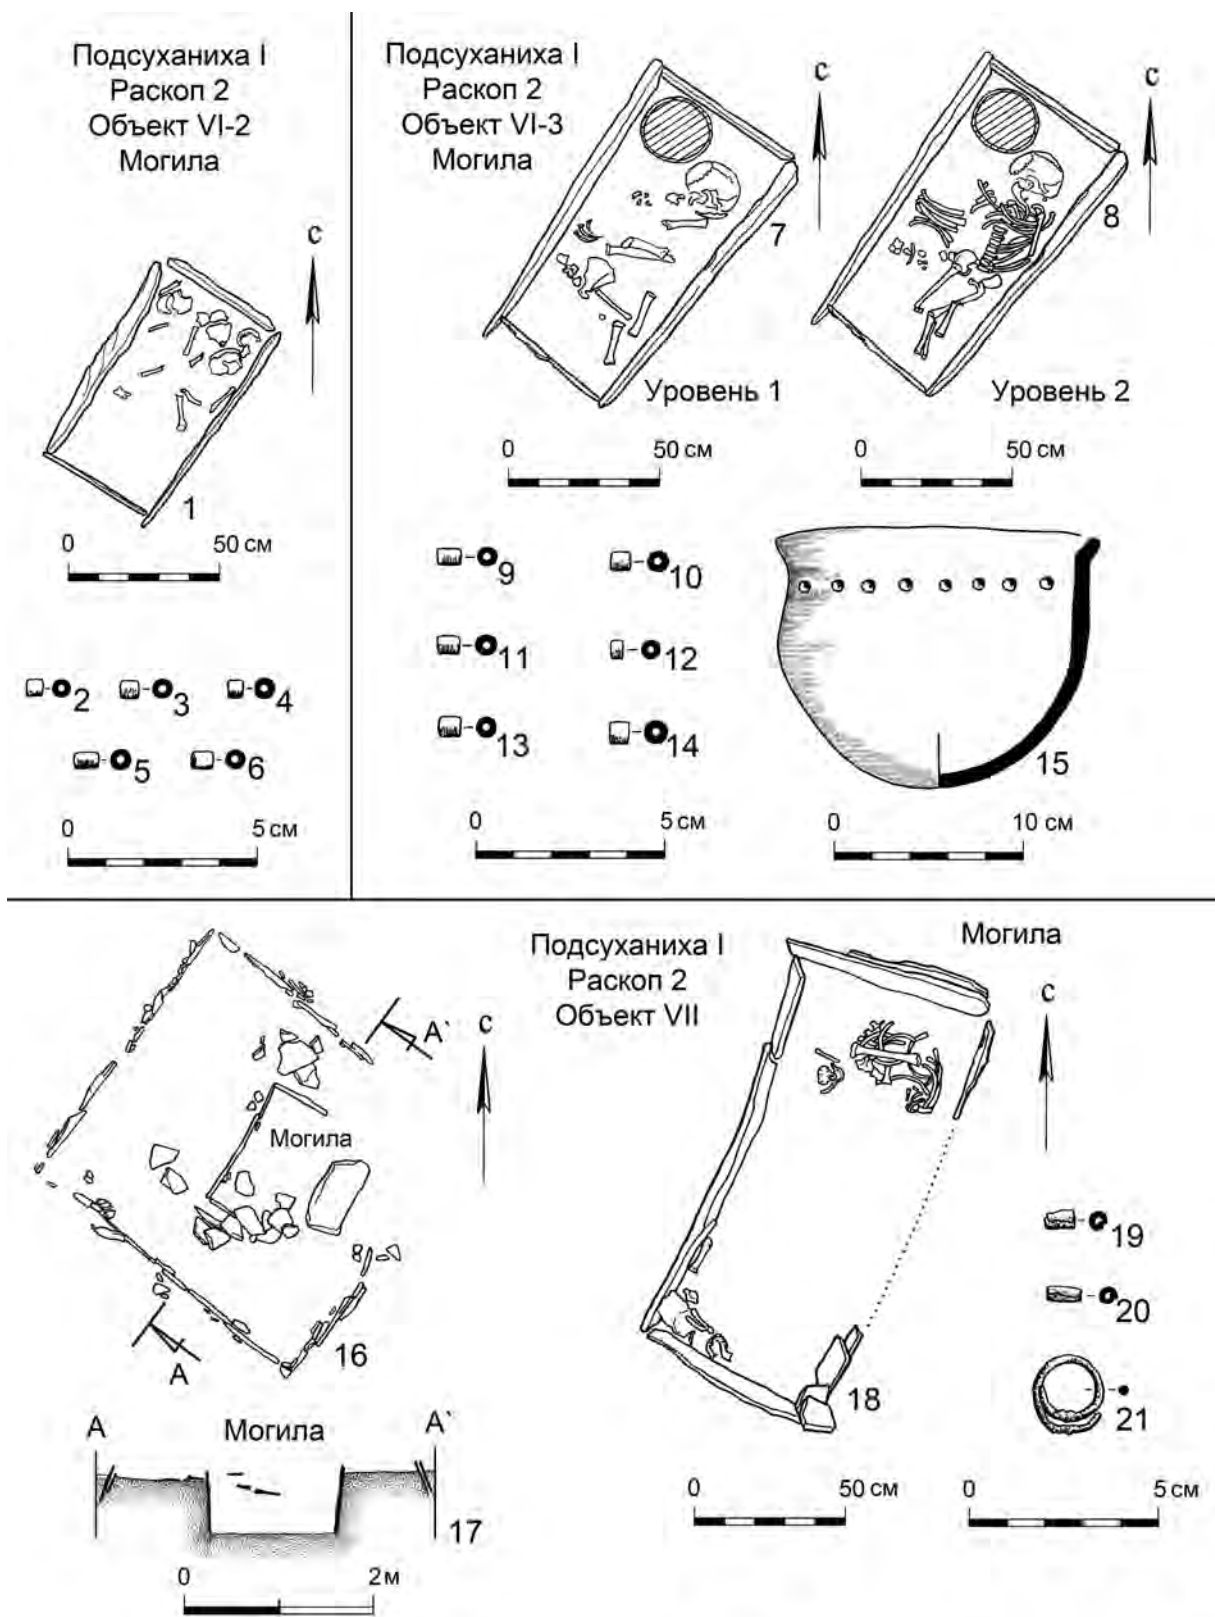 Подсуханиха I
Раскоп 2
Объект VI-2
Могила
с
1
0 50 см
2 3 4
5 6
0 5 см
Подсуханиха I
Раскоп 2
Объект VI-3
Могила
с
7
Уровень 1
0 50 см
с
8
Уровень 2
0 50 см
9 10
11 12
13 14
0 5 см
15
0 10 см
А`
с
Могила
А
16
А Могила А`
17
0 2 м
Подсуханиха I
Раскоп 2
Объект VII
Могила
с
18
0 50 см
19
20
21
0 5 см